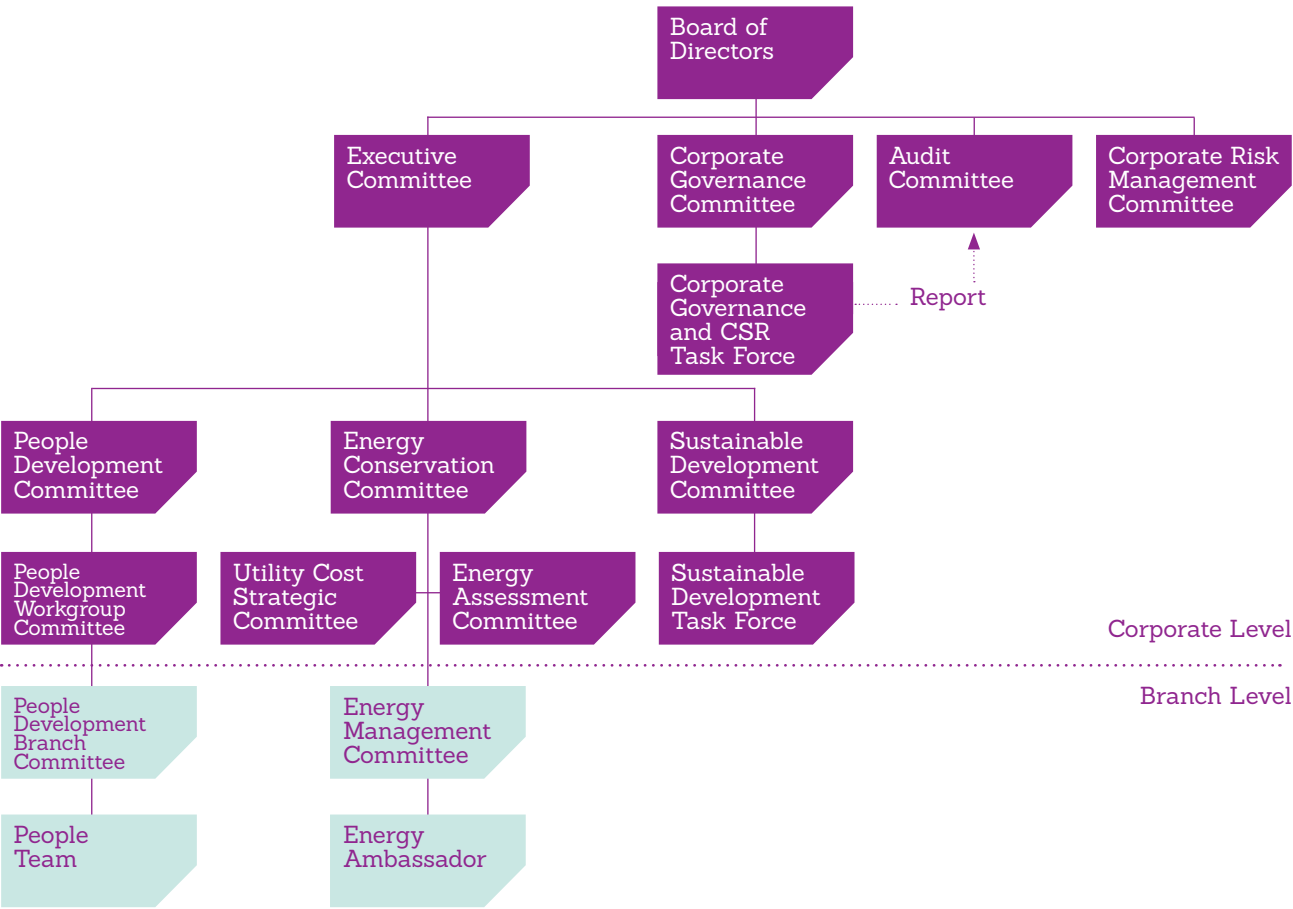 Board of
Directors
Executive
Committee
Corporate
Governance
Committee
Audit
Committee
Corporate Risk
Management
Committee
Corporate
Governance
and CSR
Task Force
Report
People
Development
Committee
Energy
Conservation
Committee
Sustainable
Development
Committee
People
Development
Workgroup
Committee
Utility Cost
Strategic
Committee
Energy
Assessment
Committee
Sustainable
Development
Task Force
Corporate Level
Branch Level
People
Development
Branch
Committee
Energy
Management
Committee
People
Team
Energy
Ambassador